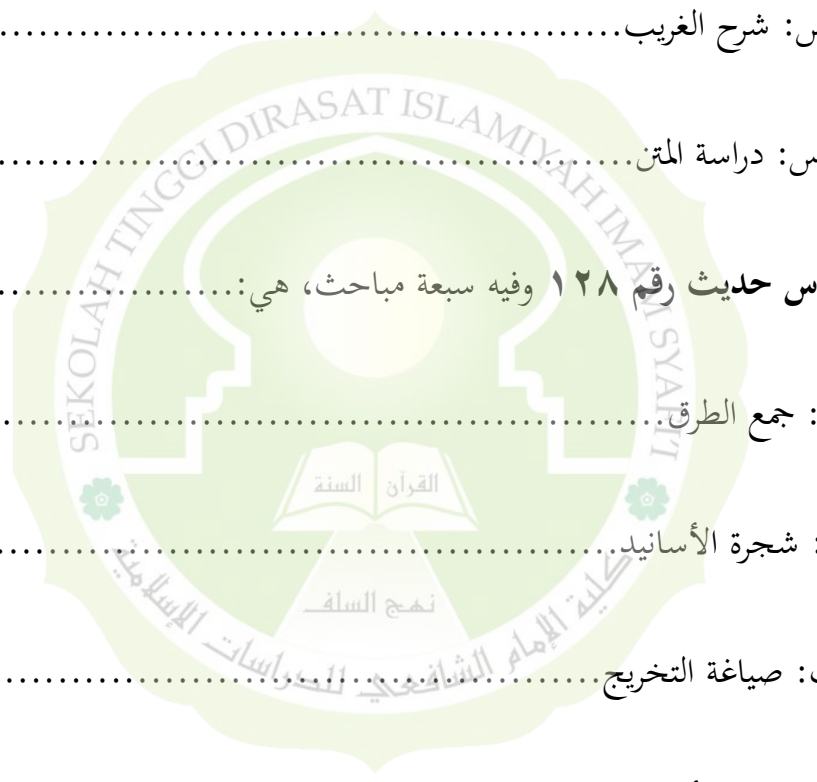 س: شرح الغريب................................................
س: دراسة المتن................................................
س حديث رقم ١٢٨ وفيه سبعة مباحث، هي:....................
: جمع الطرق....................................................
: شجرة الأسانيد................................................
: صياغة التخريج................................................
SEKOLAH TINGGI DIRASAT ISLAMIYAH IMAM SYAFI'I
القرآن السنة
نهج السلف
كلية الإمام الشافعي للدراسات الإسلامية